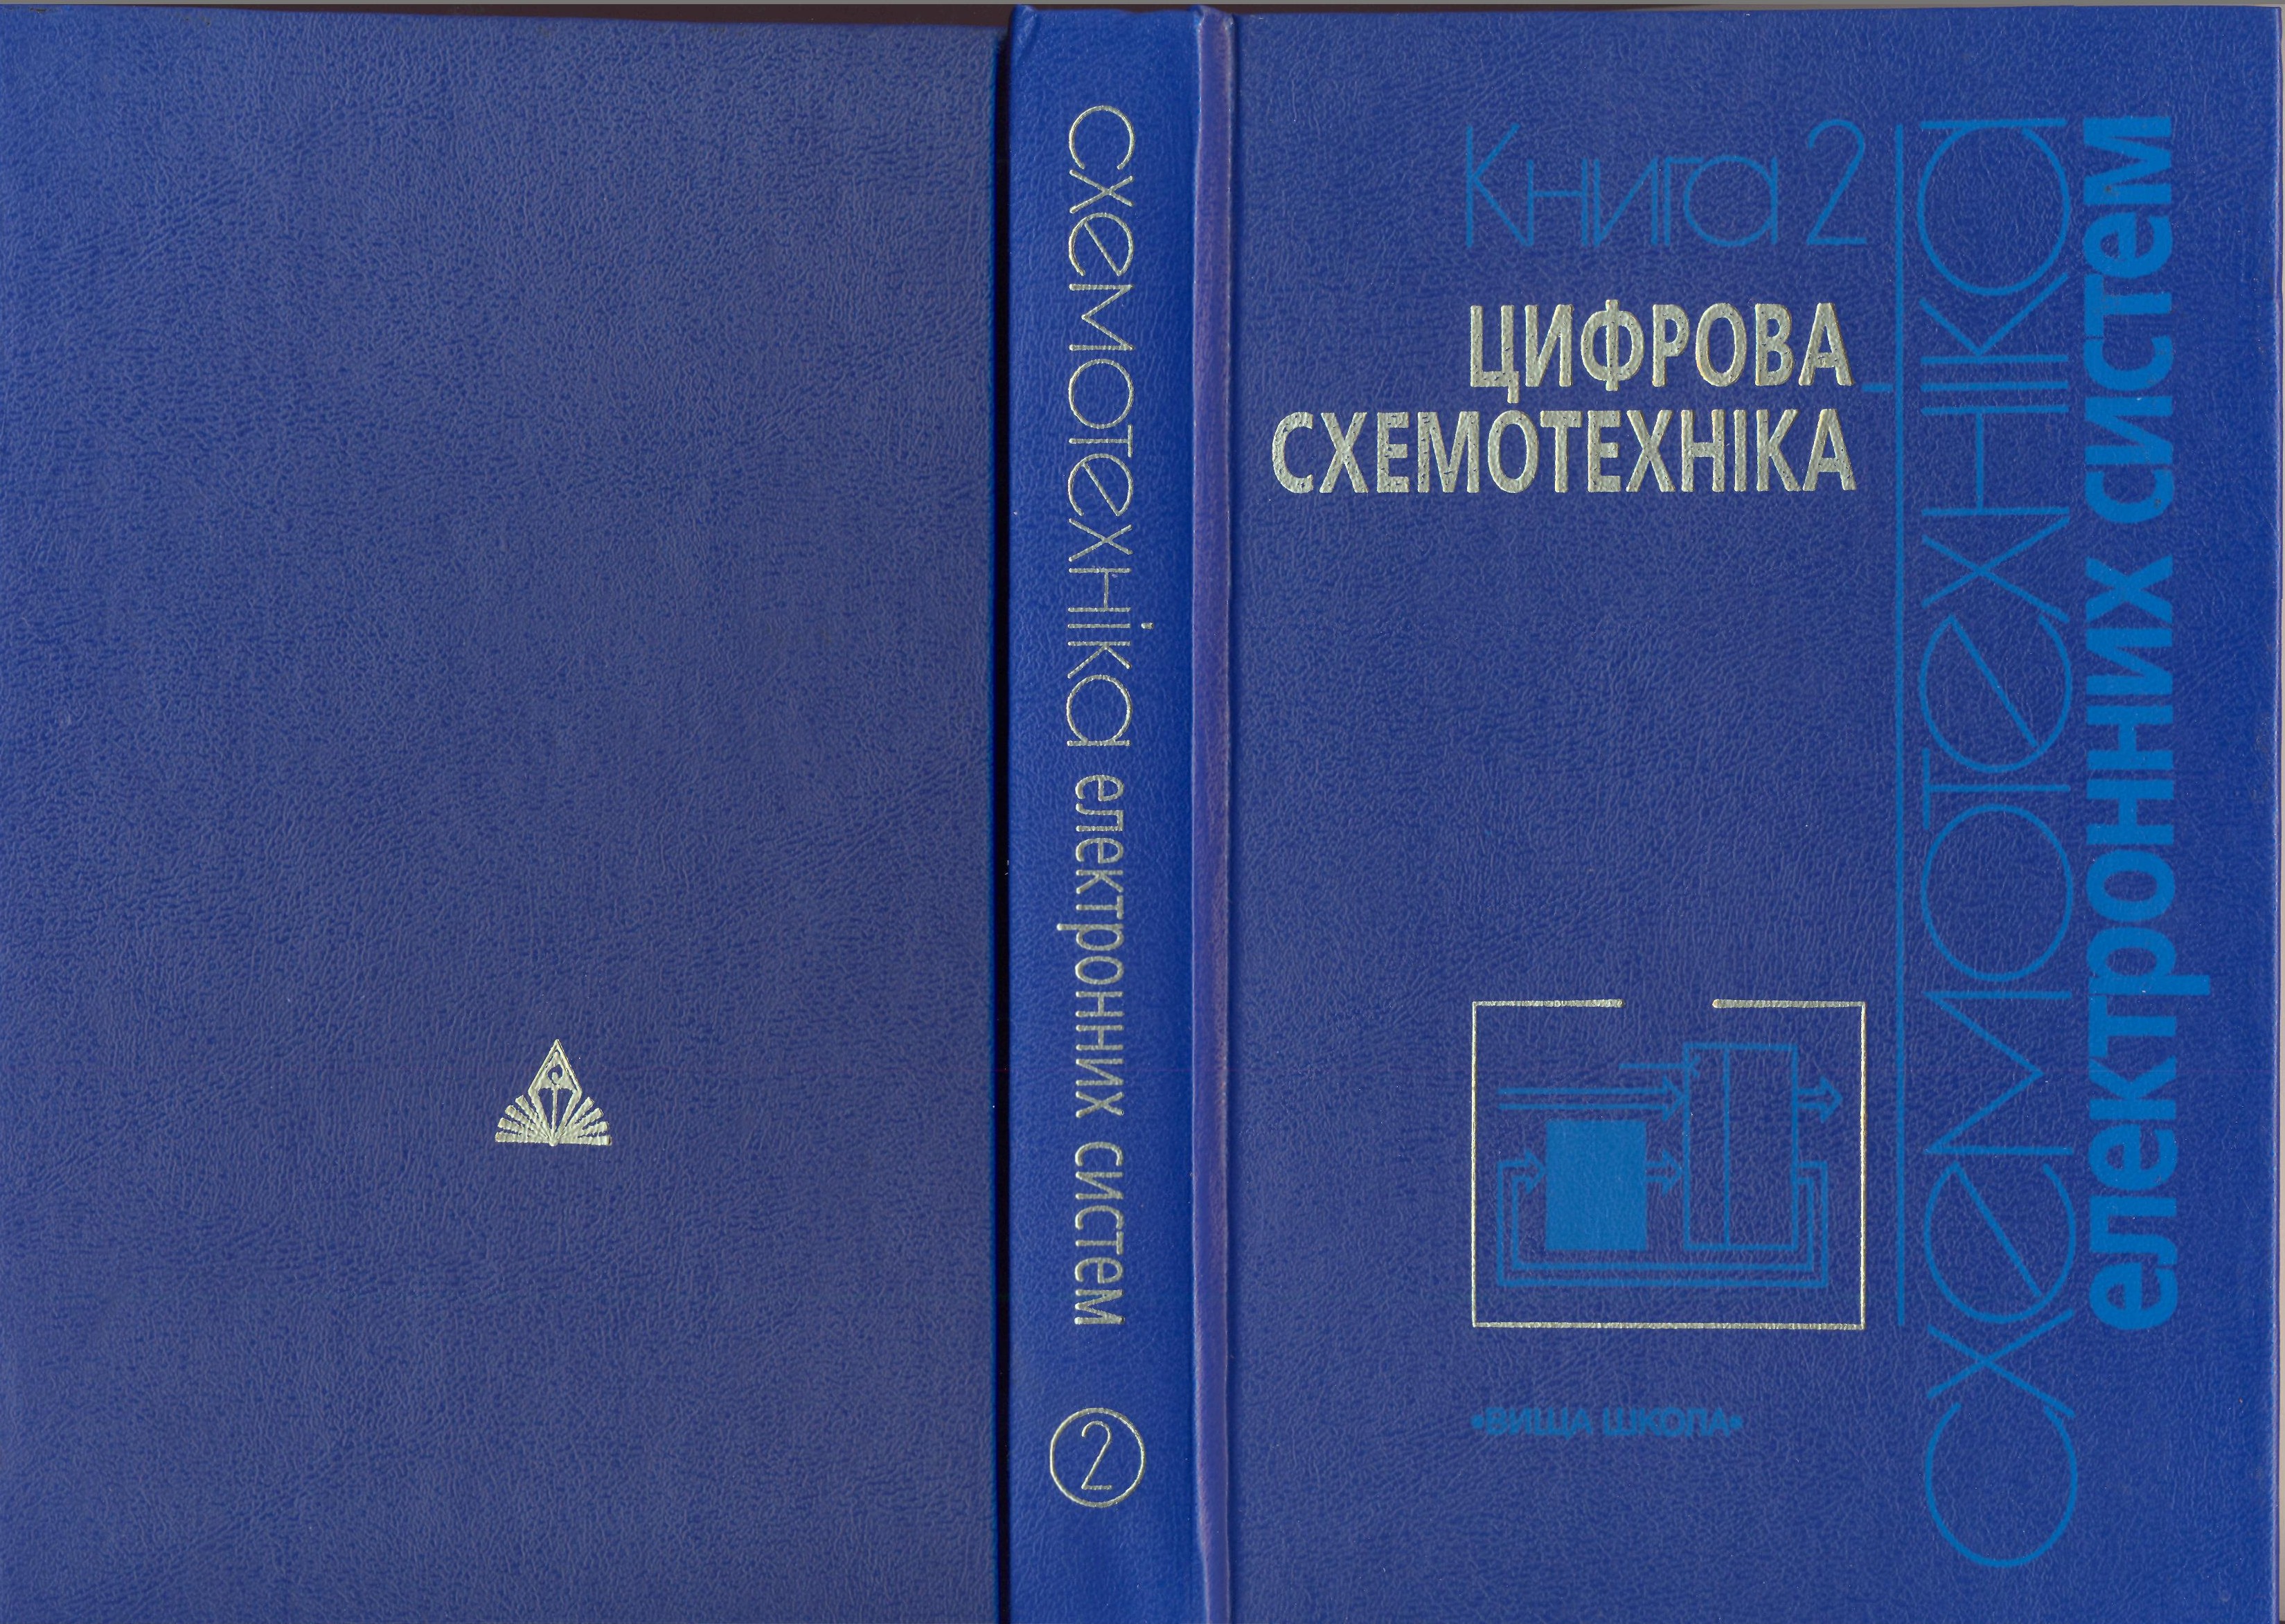 схемотехніка електронних систем
2
Книга 2
ЦИФРОВА
СХЕМОТЕХНІКА
•ВИЩА ШКОЛА•
схемотехніка
електронних систем